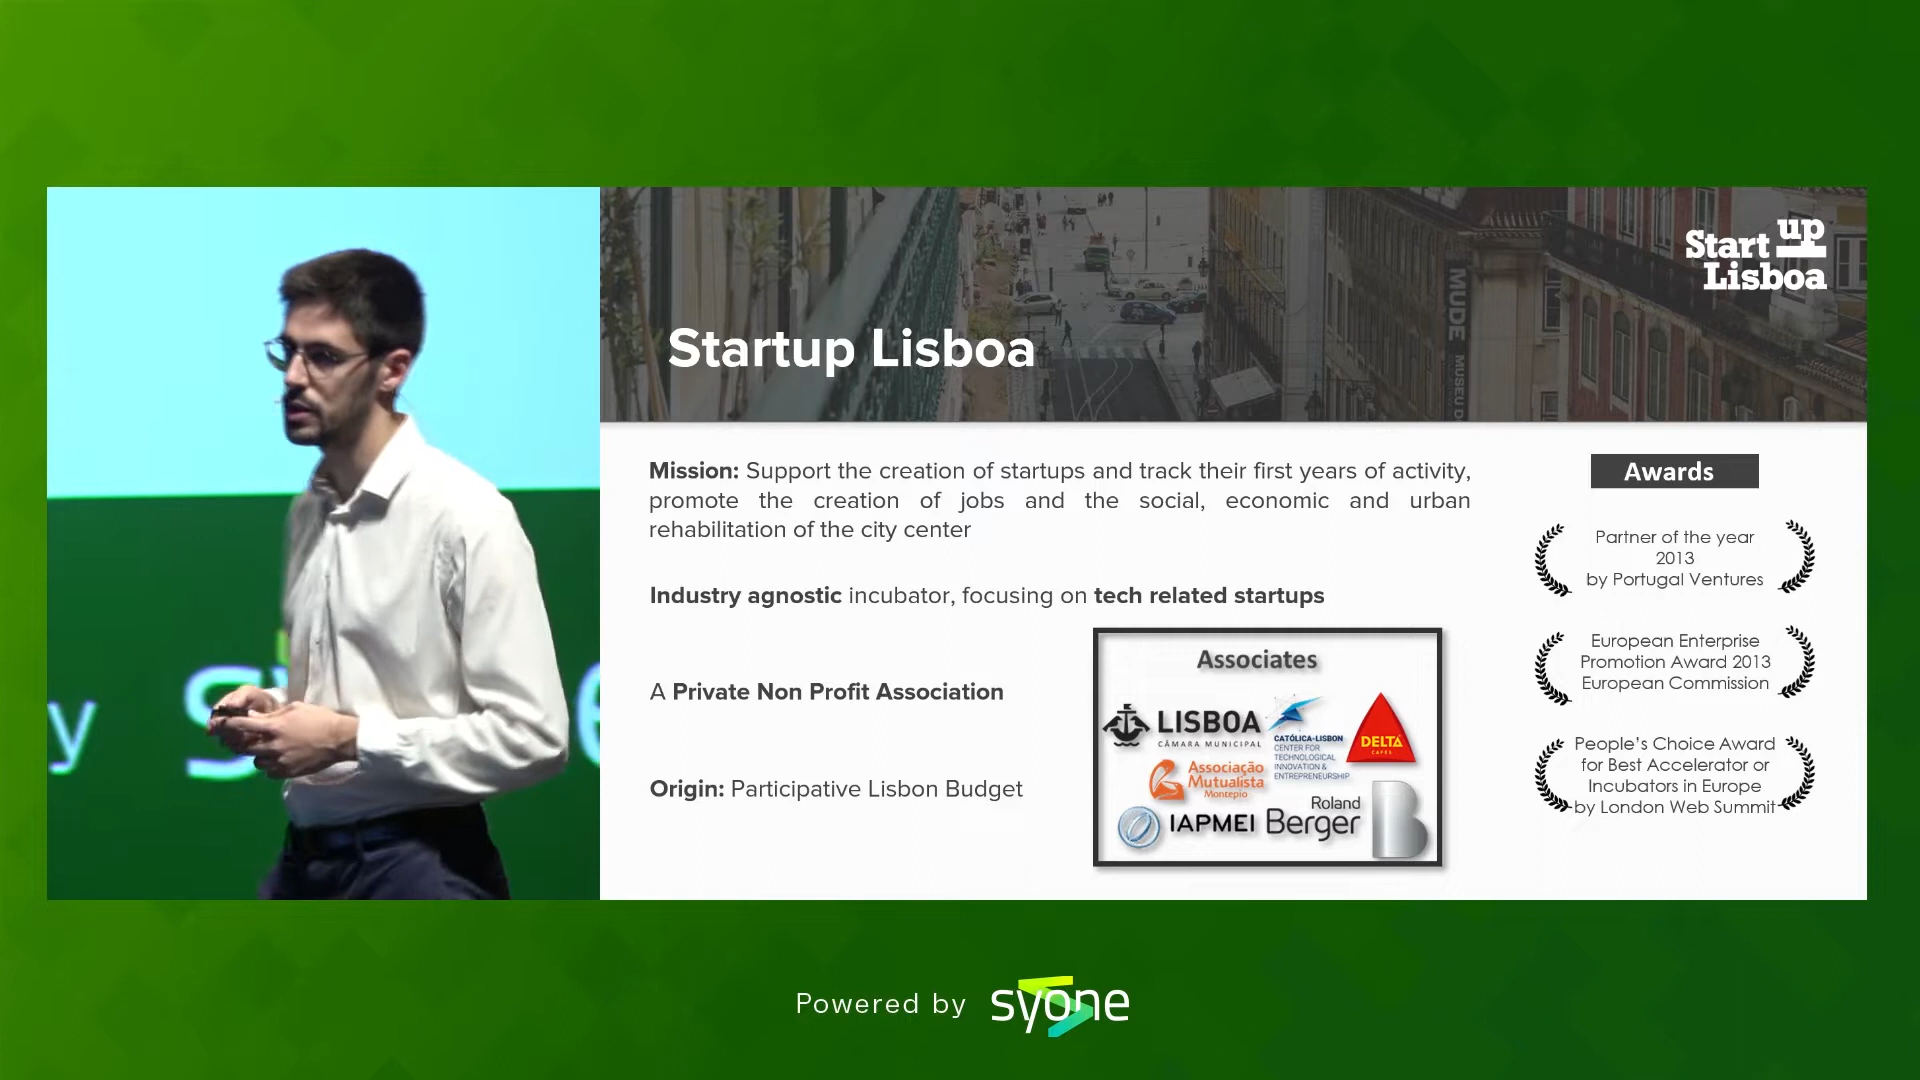 Start up
Lisboa
Startup Lisboa
MUDE
Mission: Support the creation of startups and track their first years of activity,
promote the creation of jobs and the social, economic and urban
rehabilitation of the city center
Industry agnostic incubator, focusing on tech related startups
A Private Non Profit Association
Origin: Participative Lisbon Budget
Associates
LISBOA
CÂMARA MUNICIPAL
CATÓLICA-LISBON
CENTER FOR
TECHNOLOGICAL
INNOVATION &
ENTREPRENEURSHIP
DELTA
CAFES
Associação
Mutualista
Montepio
IAPMEI
Roland
Berger
B
Awards
Partner of the year
2013
by Portugal Ventures
European Enterprise
Promotion Award 2013
European Commission
People's Choice Award
for Best Accelerator or
Incubators in Europe
by London Web Summit
Powered by syone